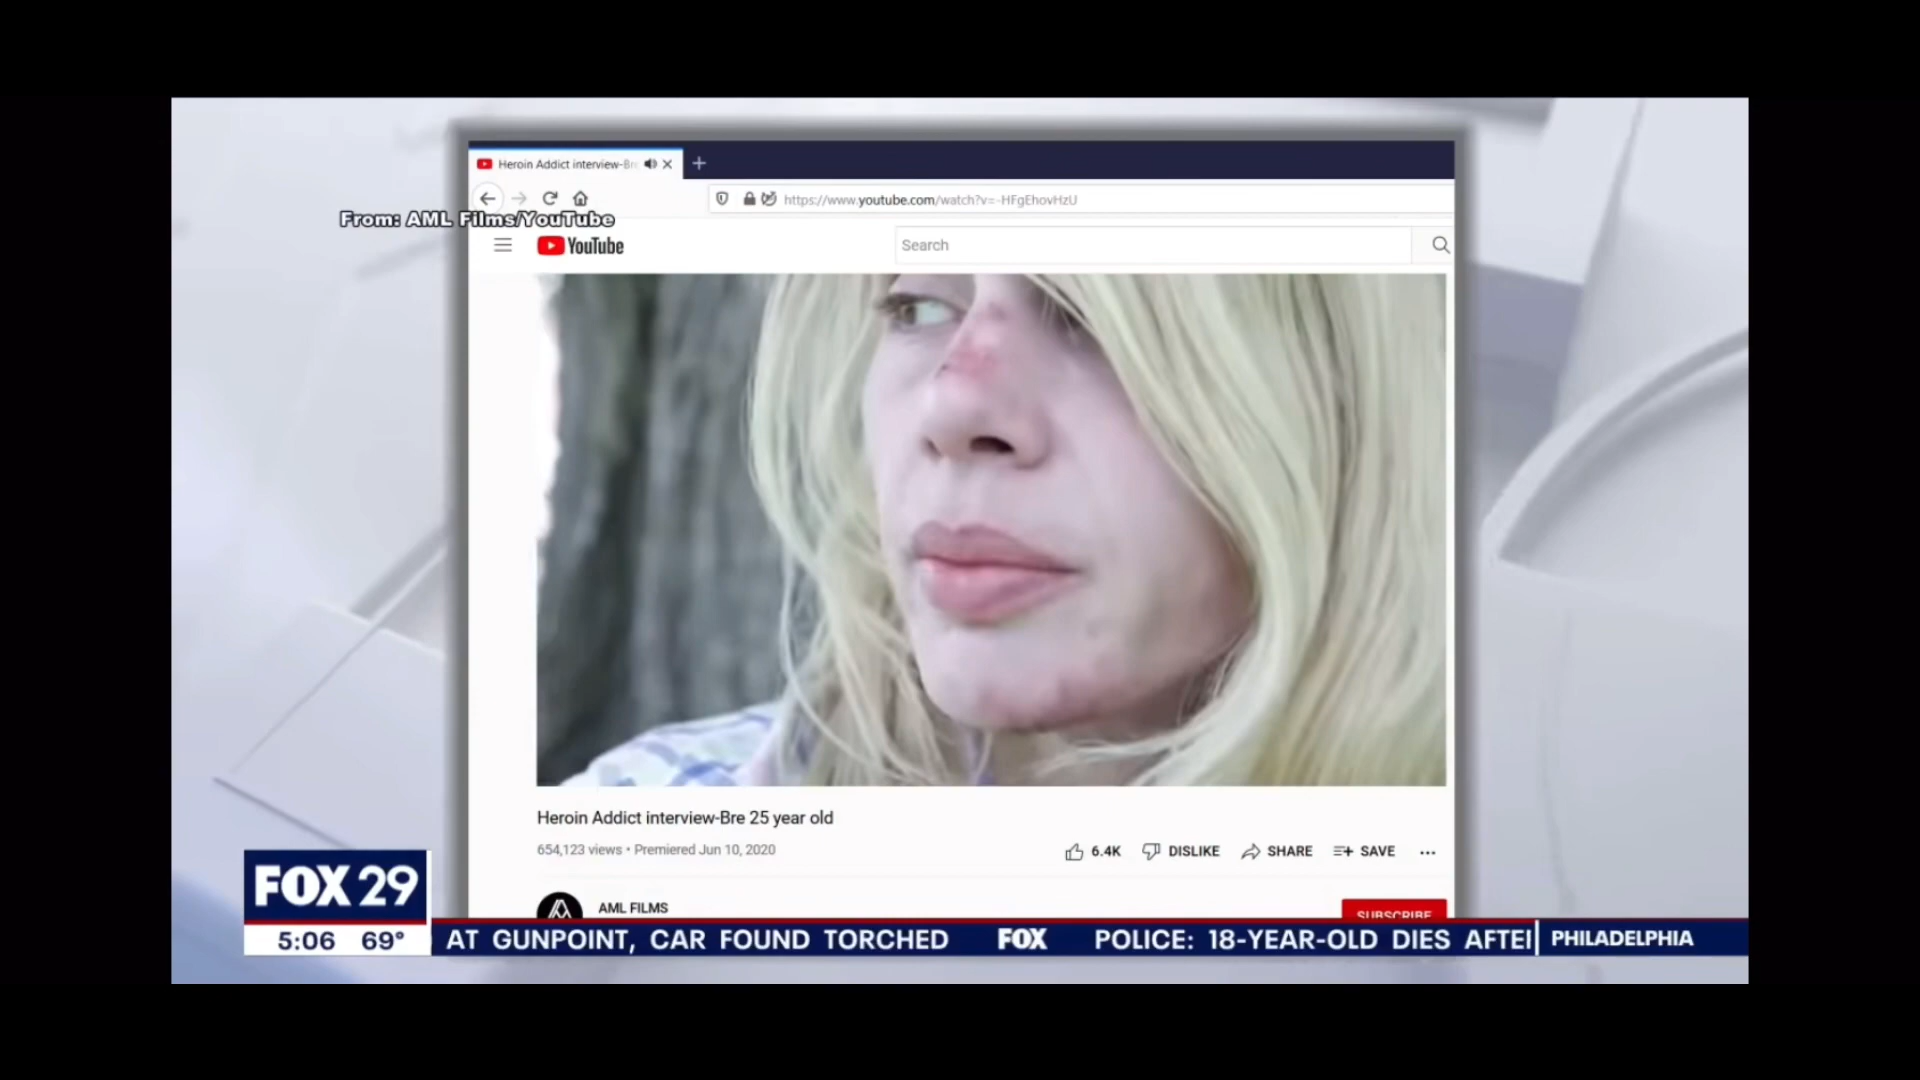 Heroin Addict interview-Bre
https://www.youtube.com/watch?v=-HFgEhovHzU
From: AML Films/YouTube
YouTube
Search
Heroin Addict interview-Bre 25 year old
654,123 views • Premiered Jun 10, 2020
6.4K DISLIKE SHARE SAVE
AML FILMS
SUBSCRIBE
FOX 29
5:06 69°
AT GUNPOINT, CAR FOUND TORCHED FOX POLICE: 18-YEAR-OLD DIES AFTE
PHILADELPHIA